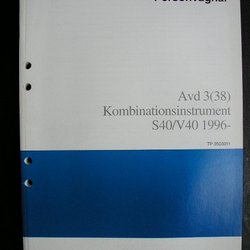 Personvagnar
Avd 3(38)
Kombinationsinstrument
S40/V40 1996-